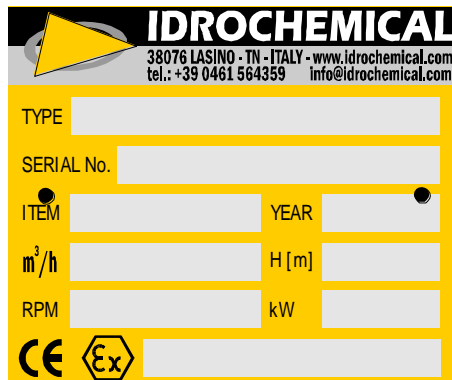 IDROCHEMICAL
38076 LASINO - TN - ITALY - www.idrochemical.com
tel.: +39 0461 564359 info@idrochemical.com
TYPE
SERIAL No.
ITEM YEAR
m³/h H [m]
RPM kW
CE Ex